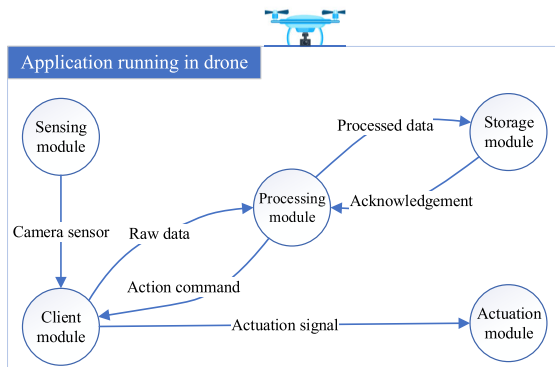 Application running in drone
Sensing
module
Processed data
Storage
module
Processing
module
Acknowledgement
Camera sensor
Raw data
Action command
Client
module
Actuation signal
Actuation
module